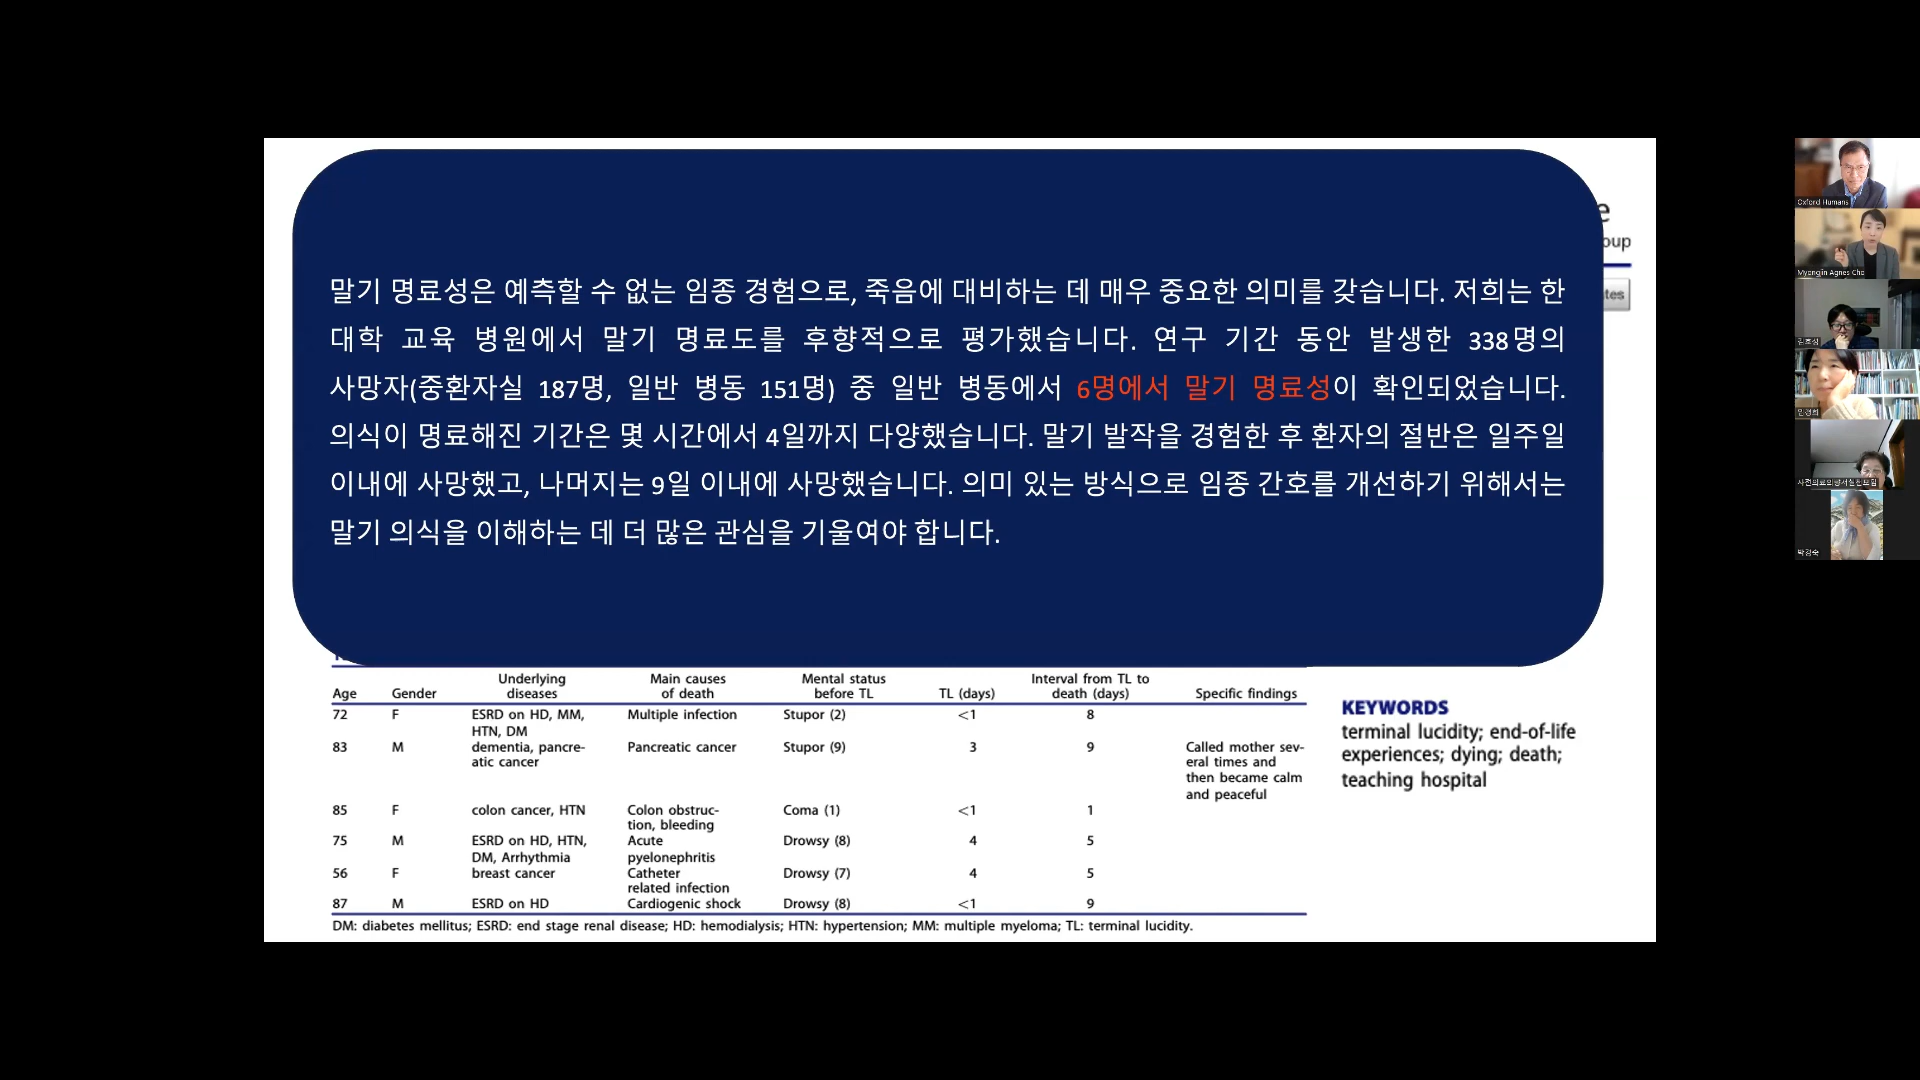 말기 명료성은 예측할 수 없는 임종 경험으로, 죽음에 대비하는 데 매우 중요한 의미를 갖습니다. 저희는 한
대학 교육 병원에서 말기 명료도를 후향적으로 평가했습니다. 연구 기간 동안 발생한 338명의
사망자(중환자실 187명, 일반 병동 151명) 중 일반 병동에서 6명에서 말기 명료성이 확인되었습니다.
의식이 명료해진 기간은 몇 시간에서 4일까지 다양했습니다. 말기 발작을 경험한 후 환자의 절반은 일주일
이내에 사망했고, 나머지는 9일 이내에 사망했습니다. 의미 있는 방식으로 임종 간호를 개선하기 위해서는
말기 의식을 이해하는 데 더 많은 관심을 기울여야 합니다.
Age Gender Underlying diseases Main causes of death Mental status before TL TL (days) Interval from TL to death (days) Specific findings
72 F ESRD on HD, MM, Multiple infection Stupor (2) <1 8
HTN, DM
83 M dementia, pancre- Pancreatic cancer Stupor (9) 3 9 Called mother sev-
atic cancer eral times and
then became calm
and peaceful
85 F colon cancer, HTN Colon obstruc- Coma (1) <1 1
tion, bleeding
75 M ESRD on HD, HTN, Acute Drowsy (8) 4 5
DM, Arrhythmia pyelonephritis
56 F breast cancer Catheter Drowsy (7) 4 5
related infection
87 M ESRD on HD Cardiogenic shock Drowsy (8) <1 9
DM: diabetes mellitus; ESRD: end stage renal disease; HD: hemodialysis; HTN: hypertension; MM: multiple myeloma; TL: terminal lucidity.
KEYWORDS
terminal lucidity; end-of-life
experiences; dying; death;
teaching hospital
Oxford Humans
Myongjin Agnes Cho